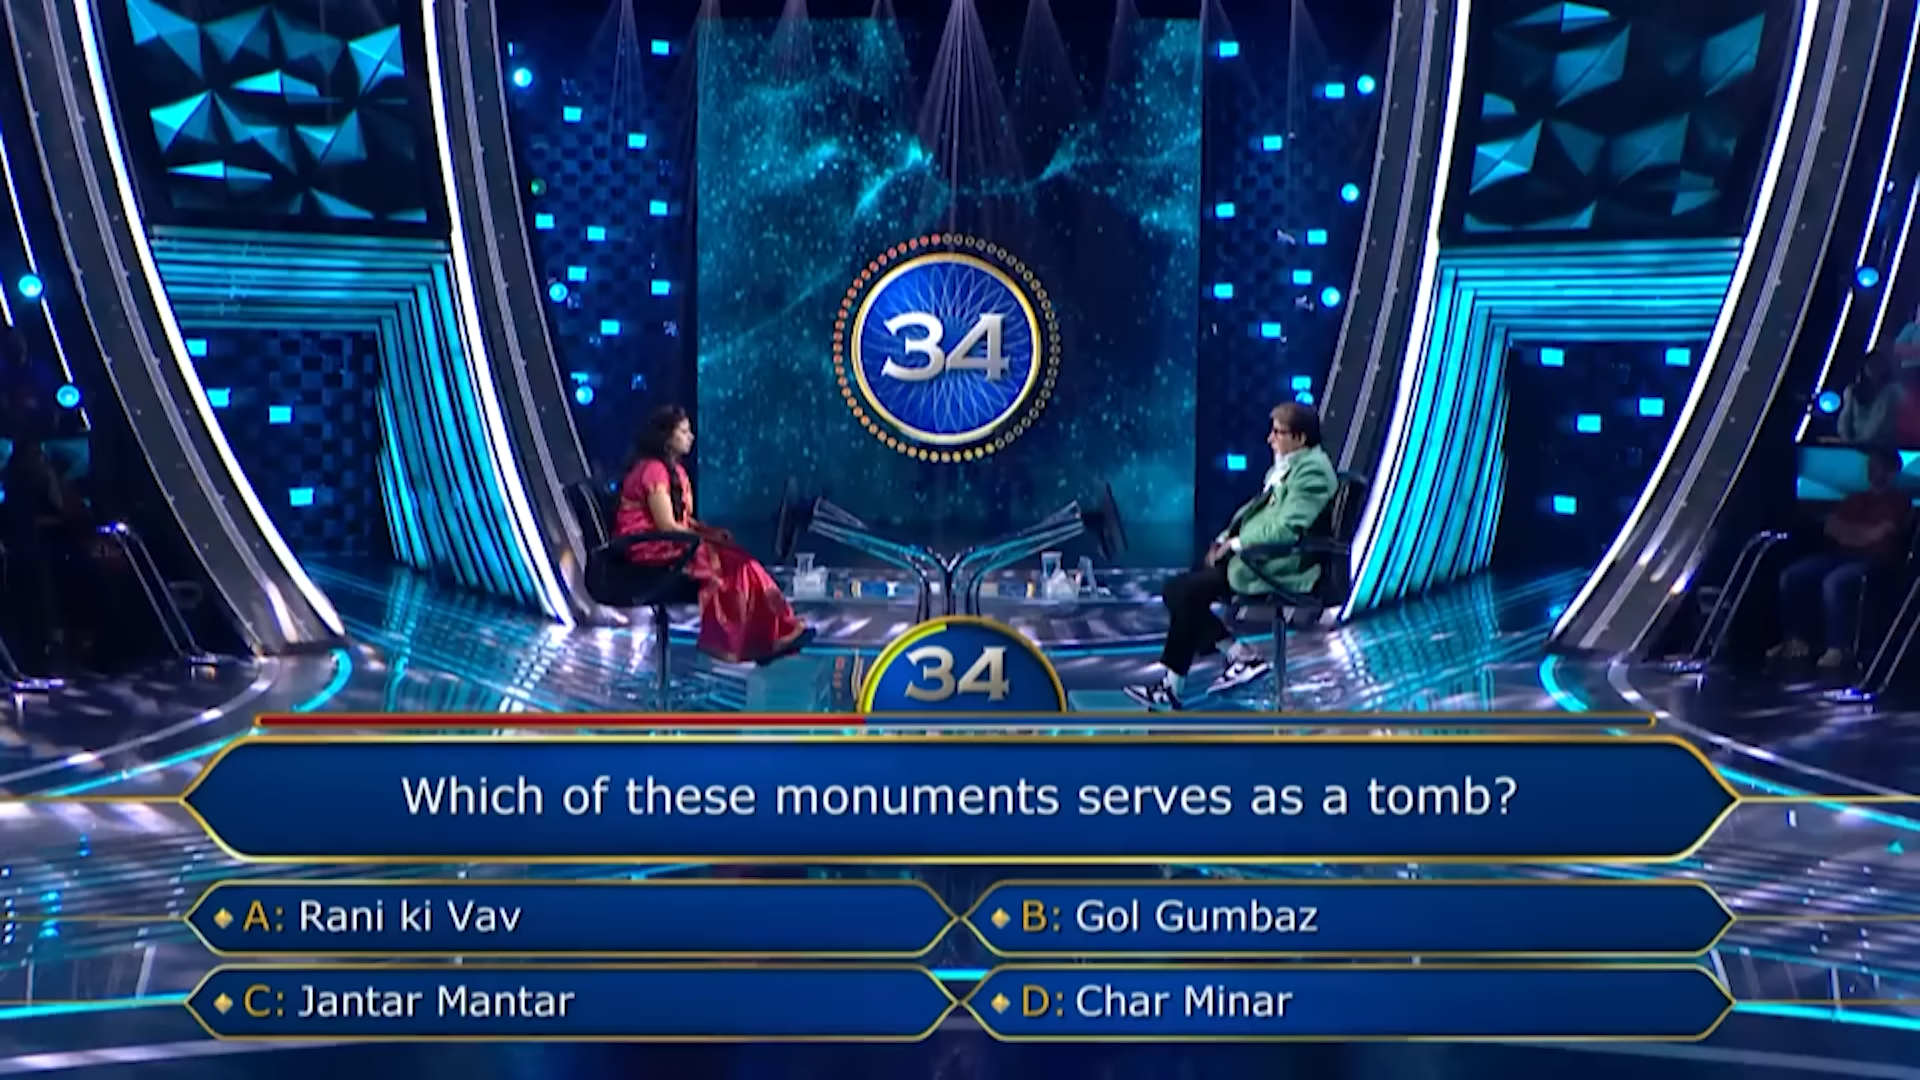 34
34
Which of these monuments serves as a tomb?
A: Rani ki Vav
B: Gol Gumbaz
C: Jantar Mantar
D: Char Minar